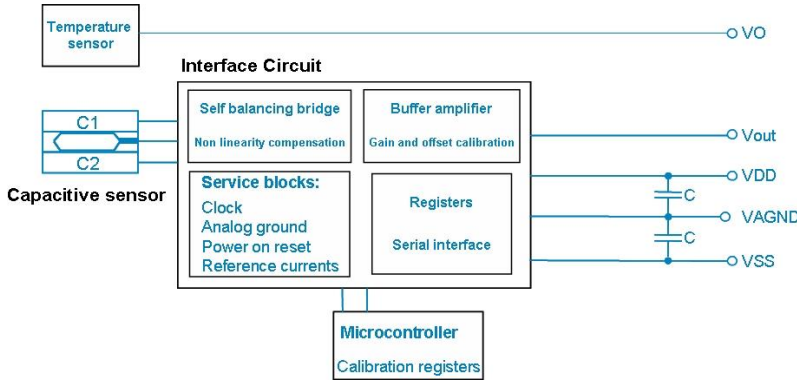 Temperature
sensor
VO
Interface Circuit
Self balancing bridge
Non linearity compensation
Buffer amplifier
Gain and offset calibration
C1
C2
Capacitive sensor
Vout
Service blocks:
Clock
Analog ground
Power on reset
Reference currents
Registers
Serial interface
VDD
C
VAGND
C
VSS
Microcontroller
Calibration registers